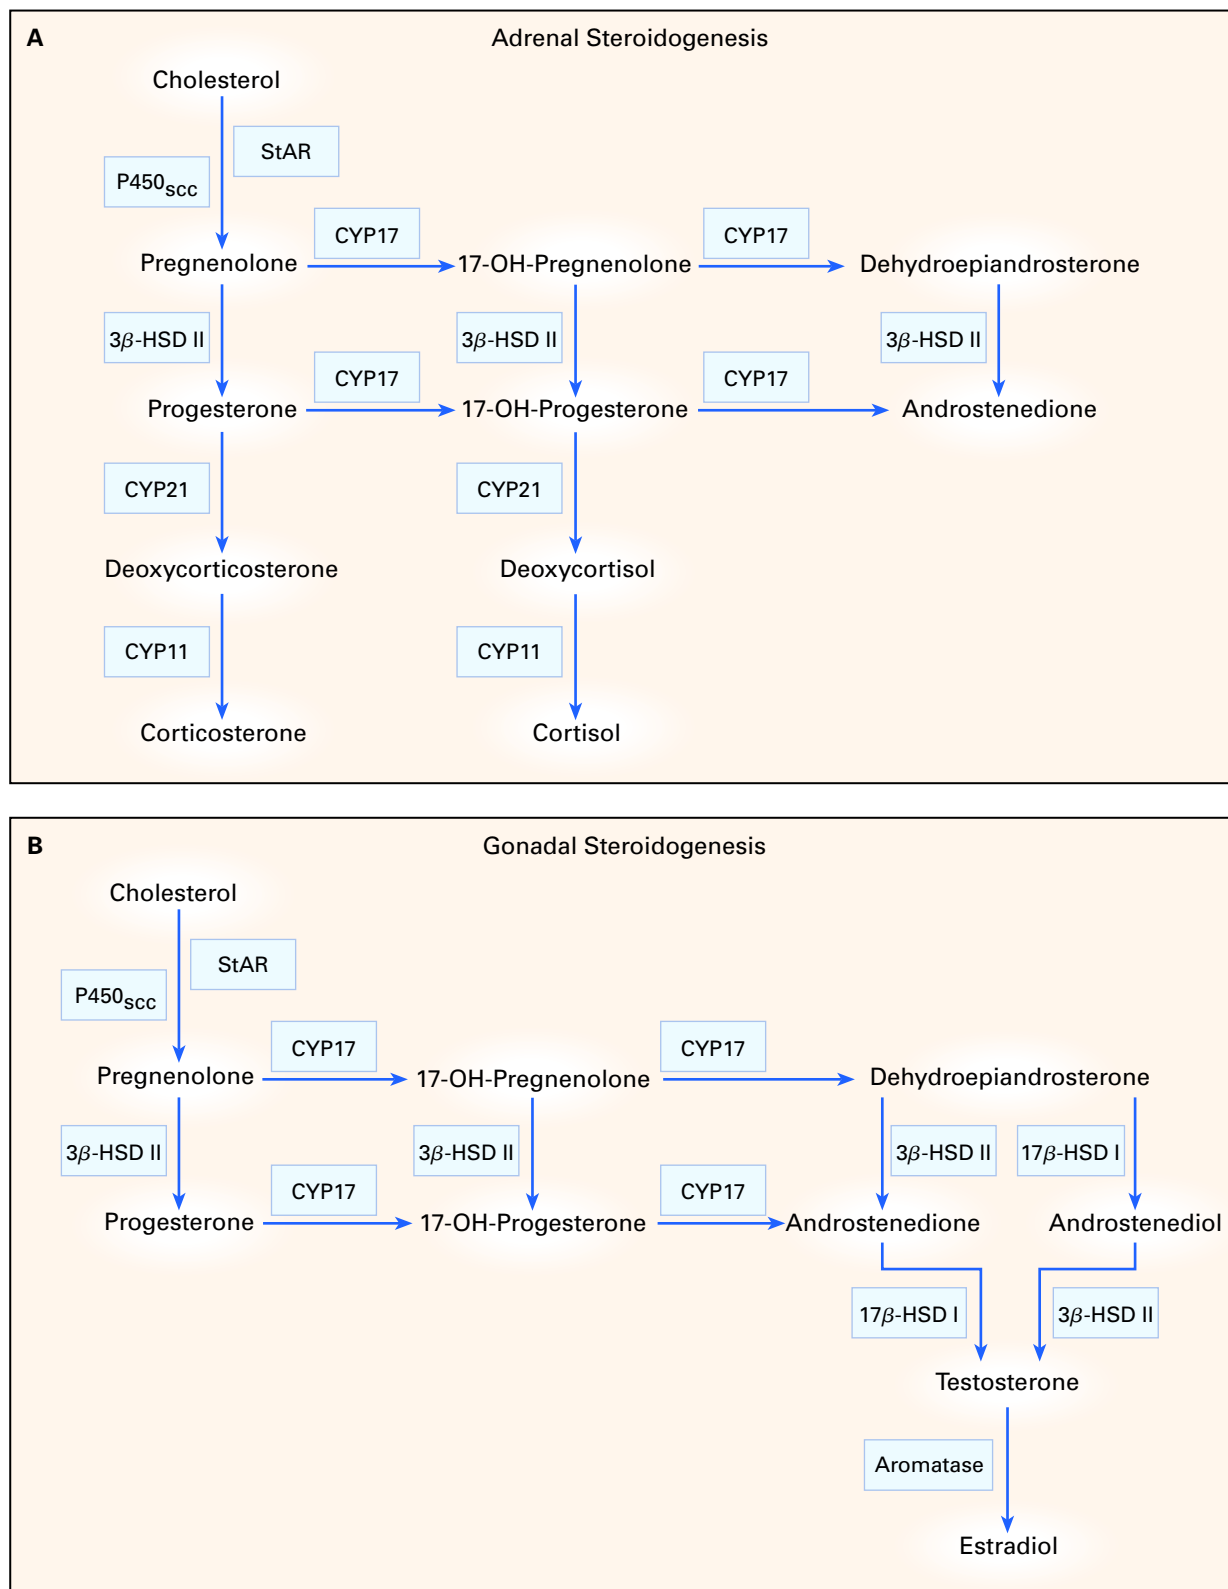 A
Adrenal Steroidogenesis
Cholesterol
StAR
P450scc
CYP17
CYP17
Pregnenolone
17-OH-Pregnenolone
Dehydroepiandrosterone
3β-HSD II
3β-HSD II
3β-HSD II
CYP17
CYP17
Progesterone
17-OH-Progesterone
Androstenedione
CYP21
CYP21
Deoxycorticosterone
Deoxycortisol
CYP11
CYP11
Corticosterone
Cortisol
B
Gonadal Steroidogenesis
Cholesterol
StAR
P450scc
CYP17
CYP17
Pregnenolone
17-OH-Pregnenolone
Dehydroepiandrosterone
3β-HSD II
3β-HSD II
3β-HSD II
17β-HSD I
CYP17
CYP17
Progesterone
17-OH-Progesterone
Androstenedione
Androstenediol
17β-HSD I
3β-HSD II
Testosterone
Aromatase
Estradiol